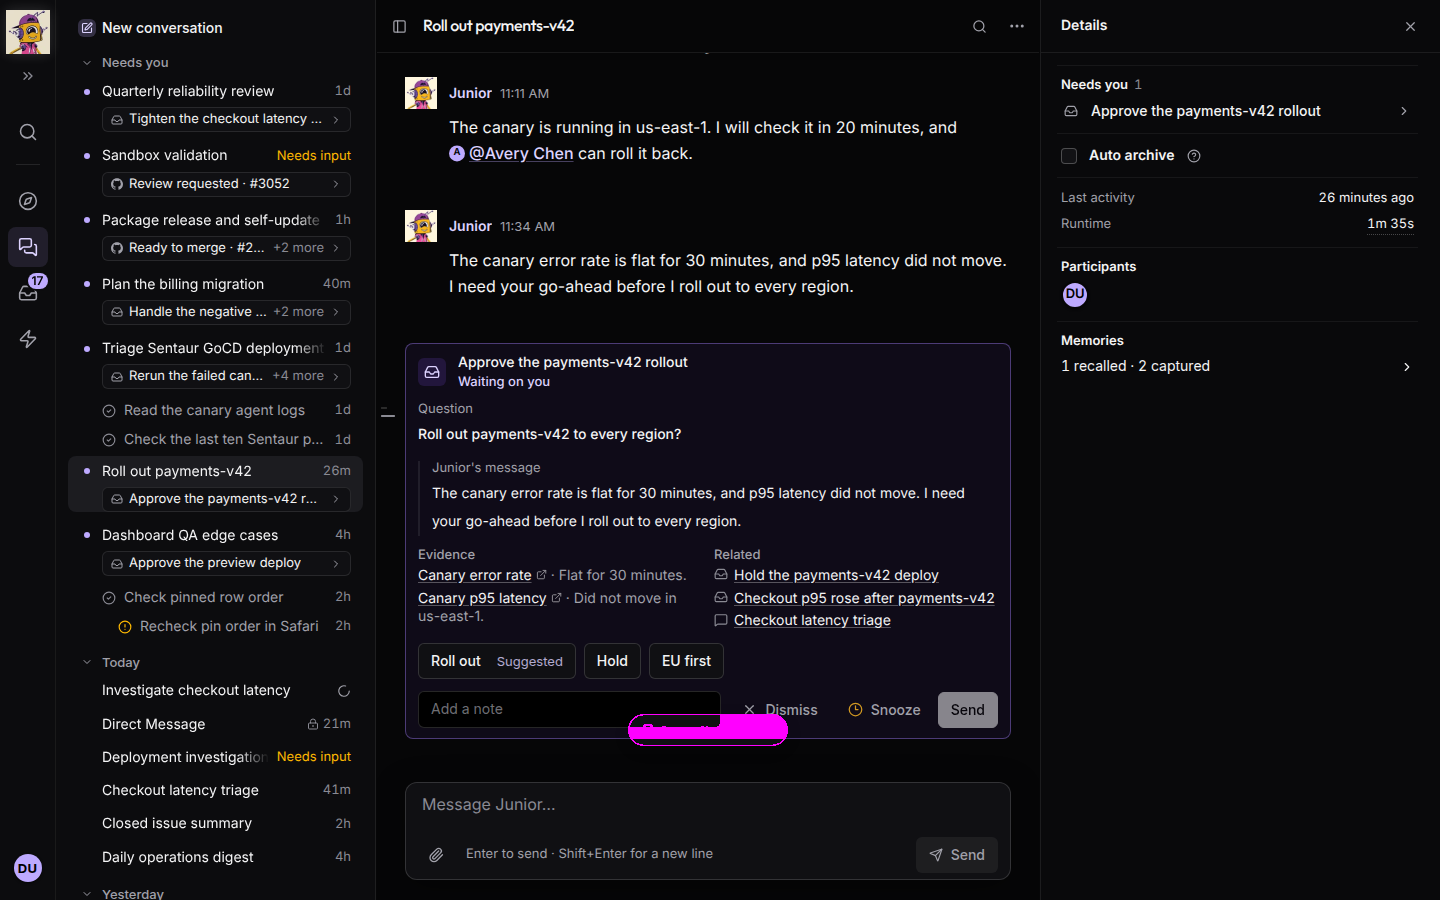 New conversation
Needs you
Quarterly reliability review 1d
Tighten the checkout latency ...
Sandbox validation Needs input
Review requested · #3052
Package release and self-update 1h
Ready to merge · #2... +2 more
Plan the billing migration 40m
Handle the negative ... +2 more
Triage Sentaur GoCD deployment 1d
Rerun the failed can... +4 more
Read the canary agent logs 1d
Check the last ten Sentaur p... 1d
Roll out payments-v42 26m
Approve the payments-v42 r...
Dashboard QA edge cases 4h
Approve the preview deploy
Check pinned row order 2h
Recheck pin order in Safari 2h
Today
Investigate checkout latency
Direct Message 21m
Deployment investigation Needs input
Checkout latency triage 41m
Closed issue summary 2h
Daily operations digest 4h
Yesterday
17
DU
Roll out payments-v42
Junior 11:11 AM
The canary is running in us-east-1. I will check it in 20 minutes, and
A @Avery Chen can roll it back.
Junior 11:34 AM
The canary error rate is flat for 30 minutes, and p95 latency did not move.
I need your go-ahead before I roll out to every region.
Approve the payments-v42 rollout
Waiting on you
Question
Roll out payments-v42 to every region?
Junior's message
The canary error rate is flat for 30 minutes, and p95 latency did not move. I need
your go-ahead before I roll out to every region.
Evidence
Canary error rate · Flat for 30 minutes.
Canary p95 latency · Did not move in
us-east-1.
Related
Hold the payments-v42 deploy
Checkout p95 rose after payments-v42
Checkout latency triage
Roll out Suggested Hold EU first
Add a note Dismiss Snooze Send
Message Junior...
Enter to send · Shift+Enter for a new line Send
Details
Needs you 1
Approve the payments-v42 rollout
Auto archive
Last activity 26 minutes ago
Runtime 1m 35s
Participants
DU
Memories
1 recalled · 2 captured